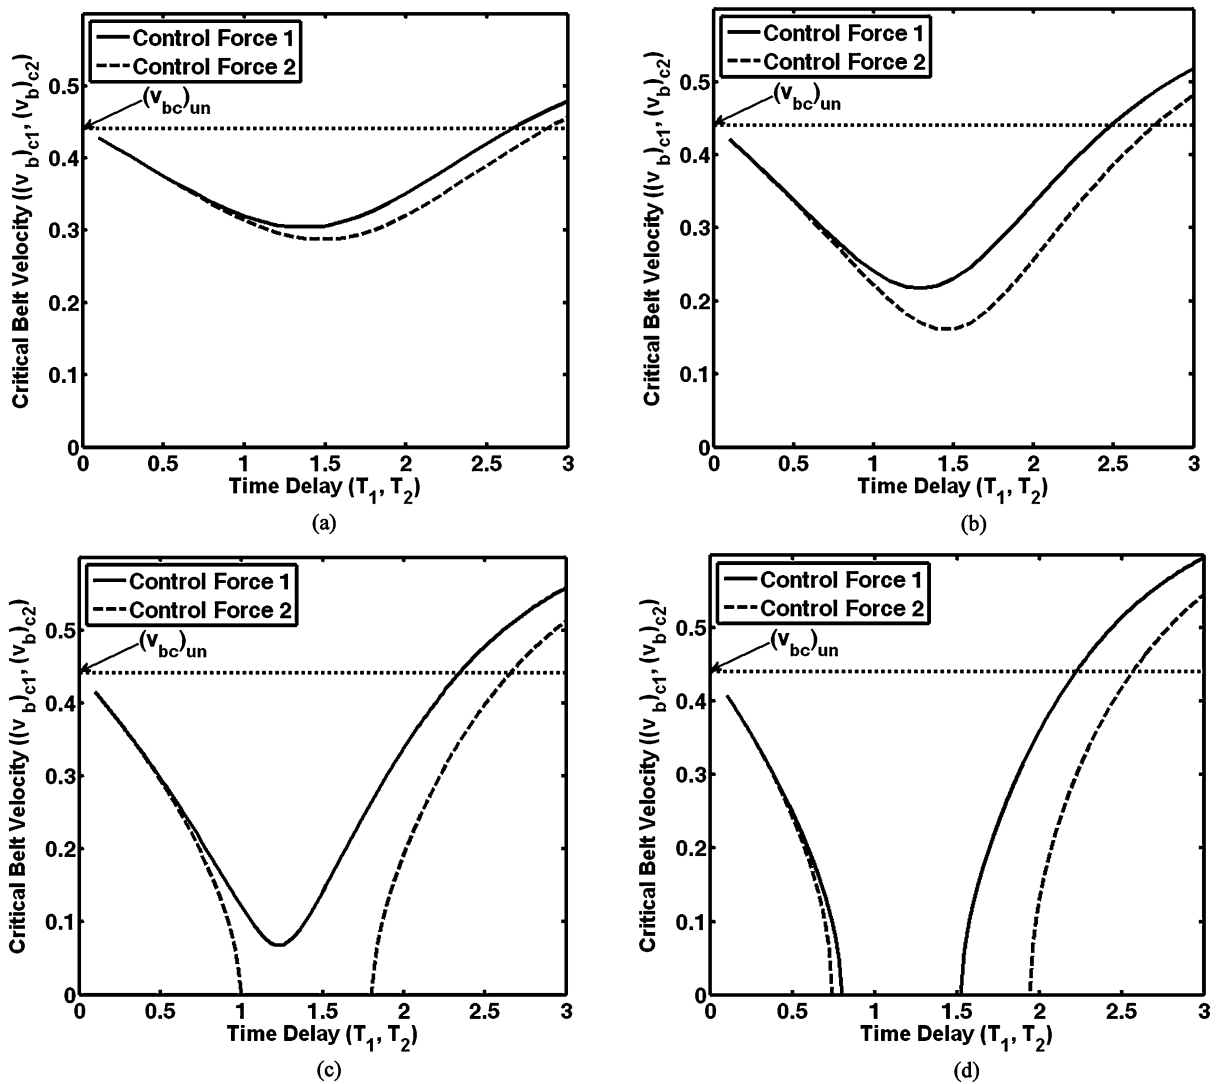 Control Force 1
Control Force 2
(v_bc)_un
Critical Belt Velocity ((v_b)_c1, (v_b)_c2)
0.5
0.4
0.3
0.2
0.1
0
0 0.5 1 1.5 2 2.5 3
Time Delay (T_1, T_2)
(a)
Control Force 1
Control Force 2
(v_bc)_un
Critical Belt Velocity ((v_b)_c1, (v_b)_c2)
0.5
0.4
0.3
0.2
0.1
0
0 0.5 1 1.5 2 2.5 3
Time Delay (T_1, T_2)
(b)
Control Force 1
Control Force 2
(v_bc)_un
Critical Belt Velocity ((v_b)_c1, (v_b)_c2)
0.5
0.4
0.3
0.2
0.1
0
0 0.5 1 1.5 2 2.5 3
Time Delay (T_1, T_2)
(c)
Control Force 1
Control Force 2
(v_bc)_un
Critical Belt Velocity ((v_b)_c1, (v_b)_c2)
0.5
0.4
0.3
0.2
0.1
0
0 0.5 1 1.5 2 2.5 3
Time Delay (T_1, T_2)
(d)